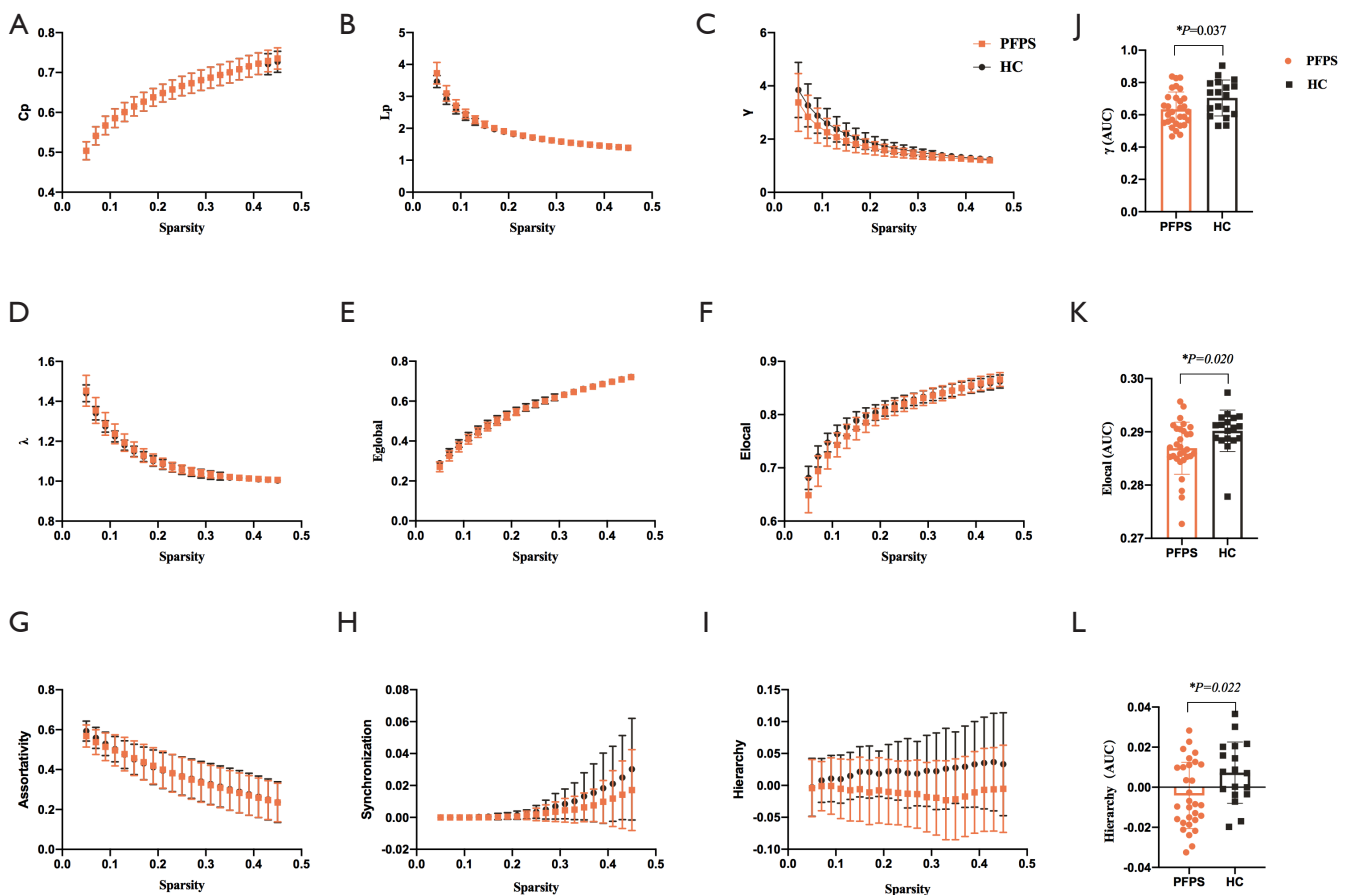 A
0.8
0.7
0.6
0.5
0.4
Cp
0.0 0.1 0.2 0.3 0.4 0.5
Sparsity
B
5
4
3
2
1
0
Lp
0.0 0.1 0.2 0.3 0.4 0.5
Sparsity
C
6
4
2
0
γ
0.0 0.1 0.2 0.3 0.4 0.5
Sparsity
PFPS
HC
J
*P=0.037
1.0
0.8
0.6
0.4
0.2
0.0
γ (AUC)
PFPS HC
PFPS
HC
D
1.6
1.4
1.2
1.0
0.8
λ
0.0 0.1 0.2 0.3 0.4 0.5
Sparsity
E
0.8
0.6
0.4
0.2
0.0
Eglobal
0.0 0.1 0.2 0.3 0.4 0.5
Sparsity
F
0.9
0.8
0.7
0.6
Elocal
0.0 0.1 0.2 0.3 0.4 0.5
Sparsity
K
*P=0.020
0.30
0.29
0.28
0.27
Elocal (AUC)
PFPS HC
G
0.8
0.6
0.4
0.2
0.0
Assortativity
0.0 0.1 0.2 0.3 0.4 0.5
Sparsity
H
0.08
0.06
0.04
0.02
0.00
-0.02
Synchronization
0.0 0.1 0.2 0.3 0.4 0.5
Sparsity
I
0.15
0.10
0.05
0.00
-0.05
-0.10
Hierarchy
0.0 0.1 0.2 0.3 0.4 0.5
Sparsity
L
*P=0.022
0.04
0.02
0.00
-0.02
-0.04
Hierarchy (AUC)
PFPS HC